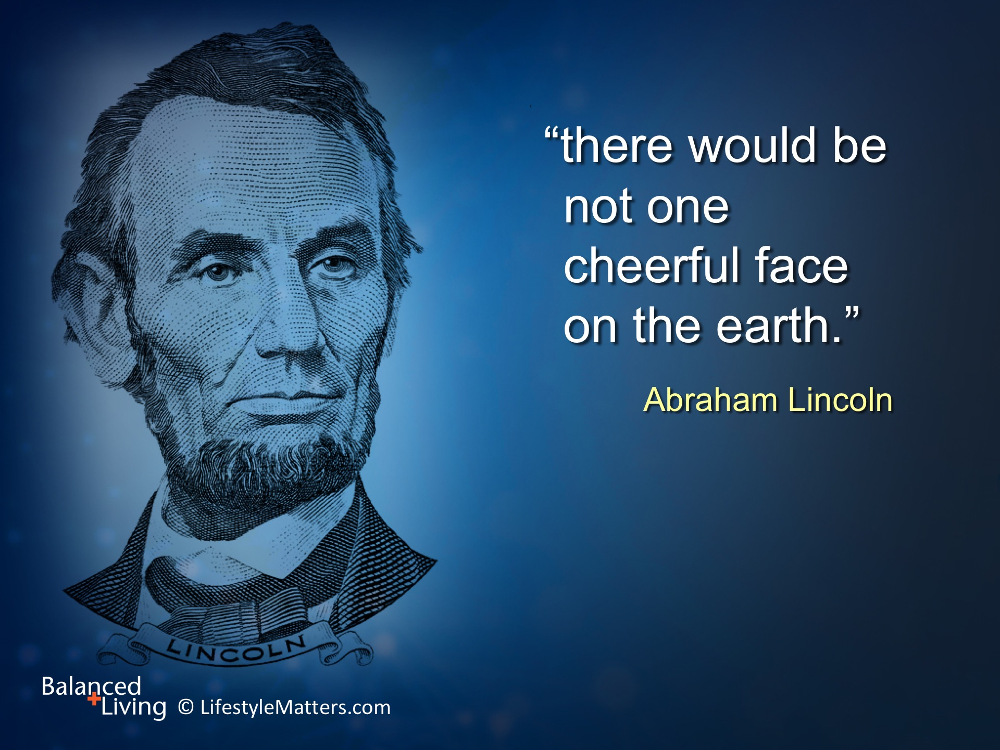 “there would be
not one
cheerful face
on the earth.”
Abraham Lincoln
LINCOLN
Balanced
+Living © LifestyleMatters.com